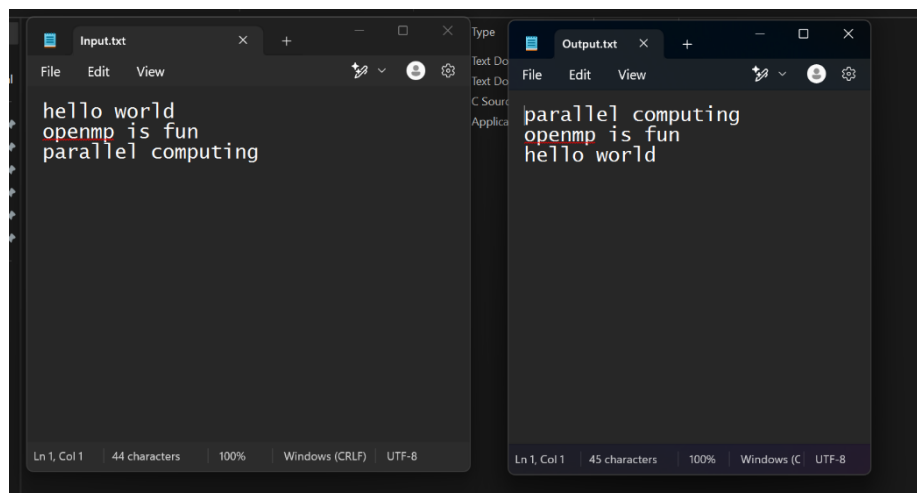 Input.txt
File Edit View
hello world
openmp is fun
parallel computing
Ln 1, Col 1 44 characters 100% Windows (CRLF) UTF-8
Type
Text Do
Text Do
C Sourc
Applica
Output.txt
File Edit View
parallel computing
openmp is fun
hello world
Ln 1, Col 1 45 characters 100% Windows (C UTF-8